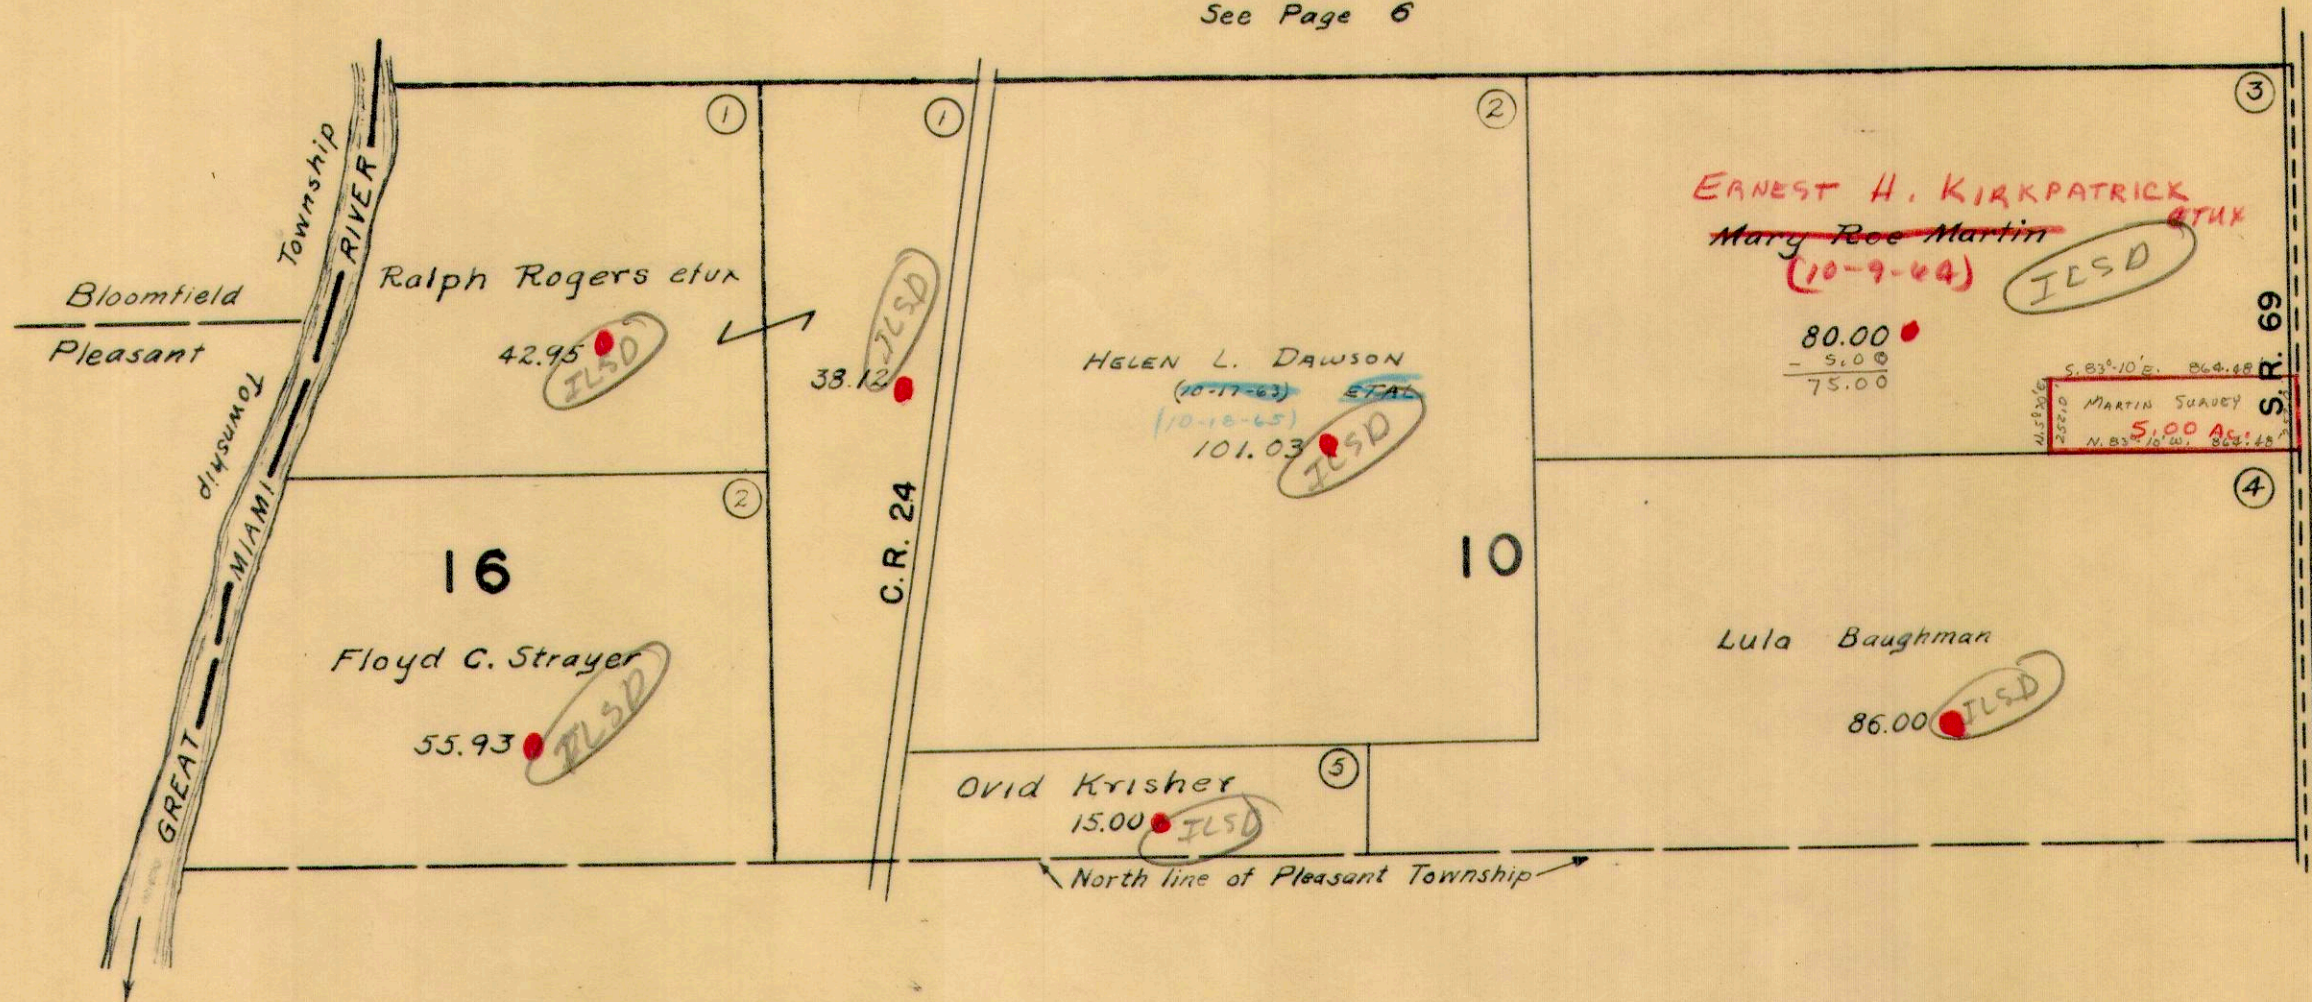 See Page 6
Township
GREAT MIAMI RIVER
Bloomfield
Pleasant
Township
①
Ralph Rogers etux
42.95
ILSD
①
38.12
ILSD
C.R. 24
②
HELEN L. DAWSON
(10-17-63) ETAL
(10-18-65)
101.03
ILSD
10
③
ERNEST H. KIRKPATRICK
ETUX
Mary Roe Martin
(10-9-64)
ILSD
80.00
- 5.00
75.00
S. R. 69
S. 83°-10' E. 864.48'
N. 5°20' E.
252.0'
MARTIN SURVEY
5.00 Ac.
N. 83°-10' W. 864.48'
②
16
Floyd C. Strayer
55.93
ILSD
④
Lula Baughman
86.00
ILSD
⑤
Ovid Krisher
15.00
ILSD
North line of Pleasant Township